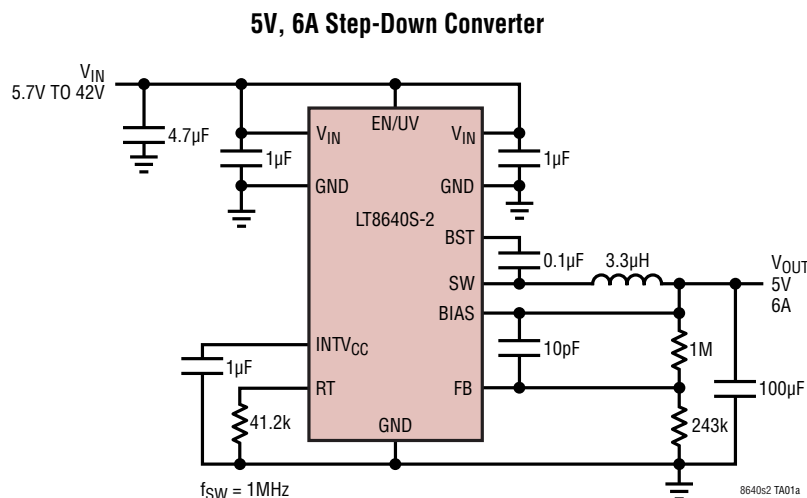 5V, 6A Step-Down Converter
VIN
5.7V TO 42V
4.7µF
1µF
VIN
EN/UV
VIN
1µF
GND
GND
LT8640S-2
BST
0.1µF
3.3µH
VOUT
5V
6A
SW
BIAS
10pF
1M
INTVCC
1µF
RT
FB
100µF
41.2k
GND
243k
fSW = 1MHz
8640s2 TA01a